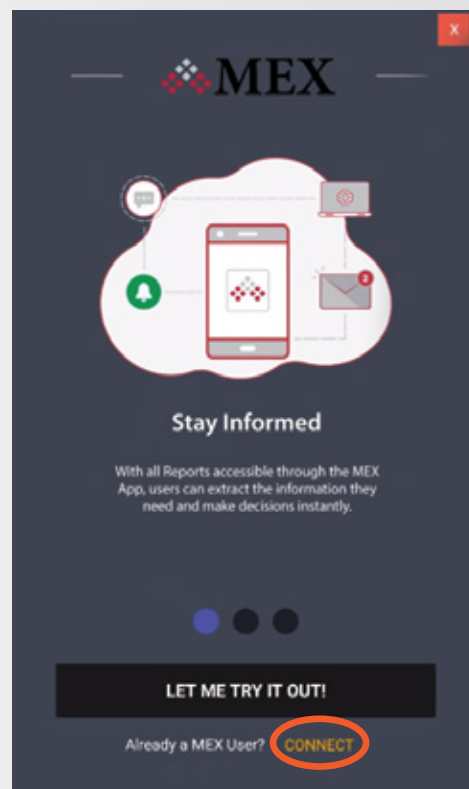 X
MEX
2
Stay Informed
With all Reports accessible through the MEX
App, users can extract the information they
need and make decisions instantly.
LET ME TRY IT OUT!
Already a MEX User? CONNECT